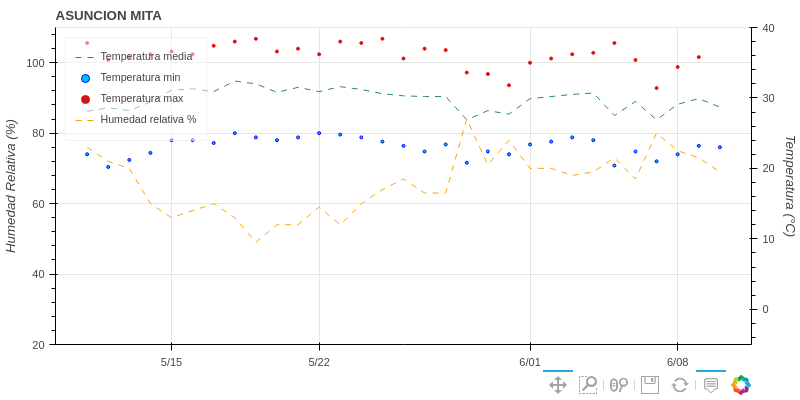 ASUNCION MITA
Temperatura media
Temperatura min
Temperatura max
Humedad relativa %
Humedad Relativa (%)
100
80
60
40
20
Temperatura (°C)
40
30
20
10
0
5/15
5/22
6/01
6/08